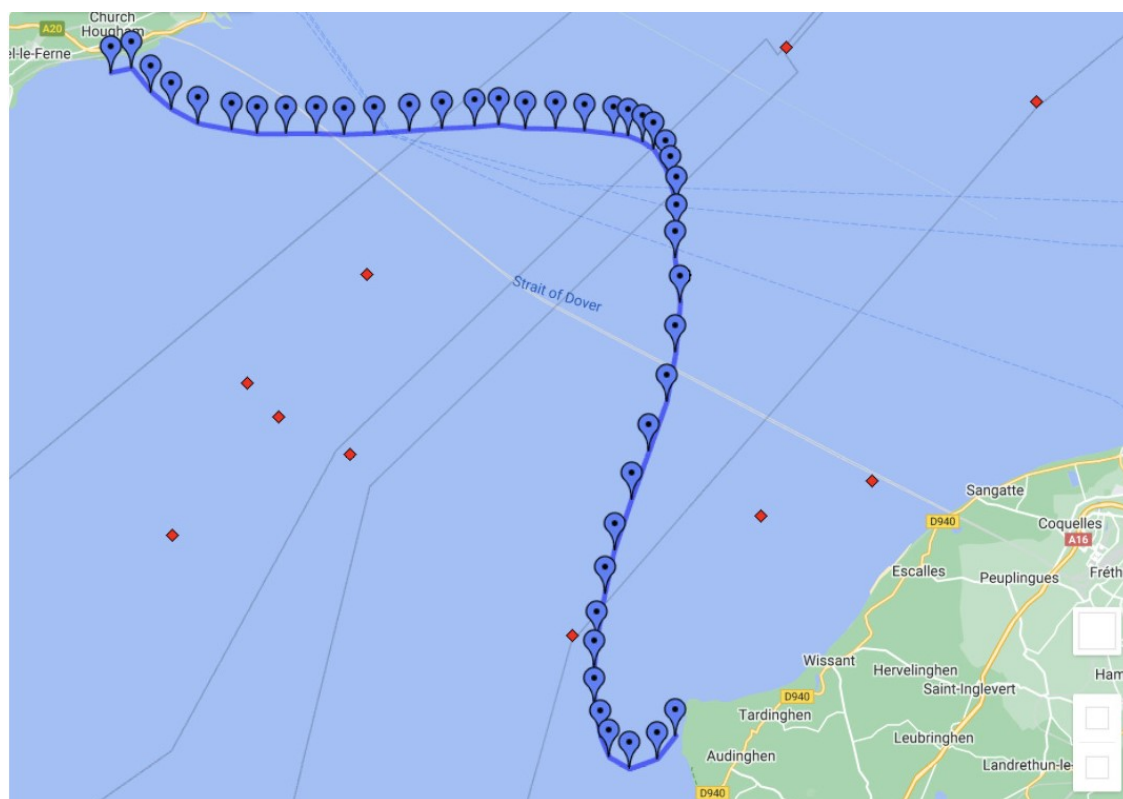 Church
Hougham
A20
el-le-Ferne
Strait of Dover
Sangatte
D940
Coquelles
A16
Escalles
Peuplingues
Fréth
Wissant
Hervelinghen
Ham
Saint-Inglevert
D940
Tardinghen
Leubringhen
Audinghen
Landrethun-le-
D940